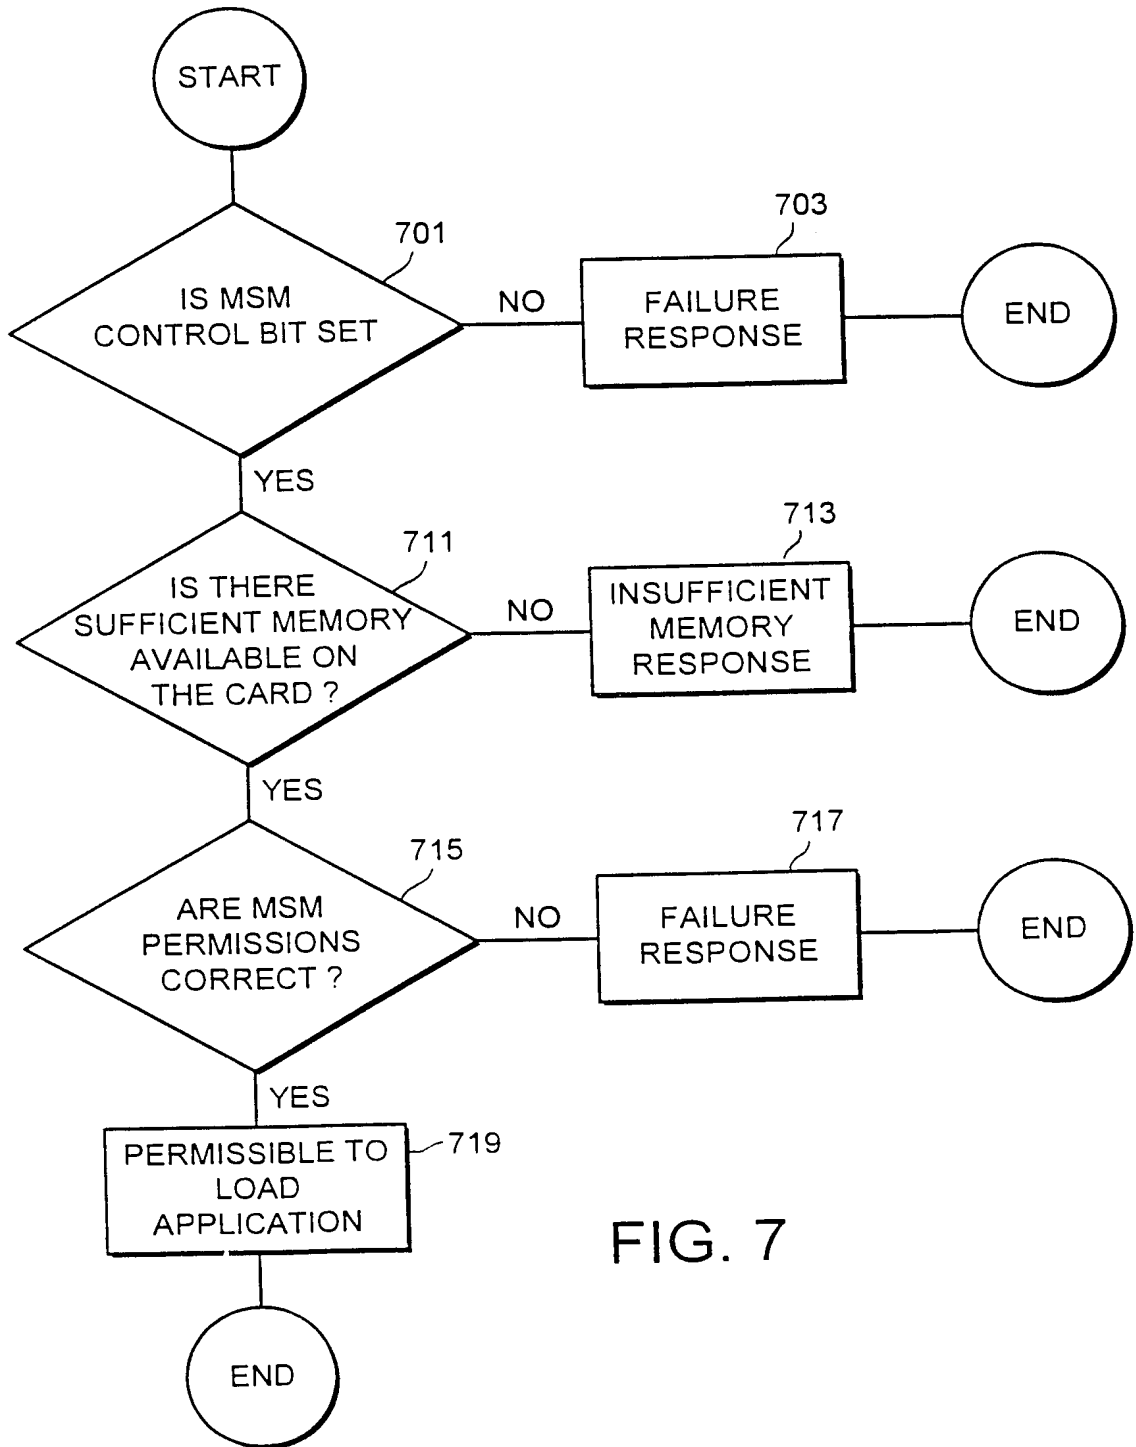 START
701
IS MSM
CONTROL BIT SET
NO
703
FAILURE
RESPONSE
END
YES
711
IS THERE
SUFFICIENT MEMORY
AVAILABLE ON
THE CARD ?
NO
713
INSUFFICIENT
MEMORY
RESPONSE
END
YES
715
ARE MSM
PERMISSIONS
CORRECT ?
NO
717
FAILURE
RESPONSE
END
YES
719
PERMISSIBLE TO
LOAD
APPLICATION
END
FIG. 7